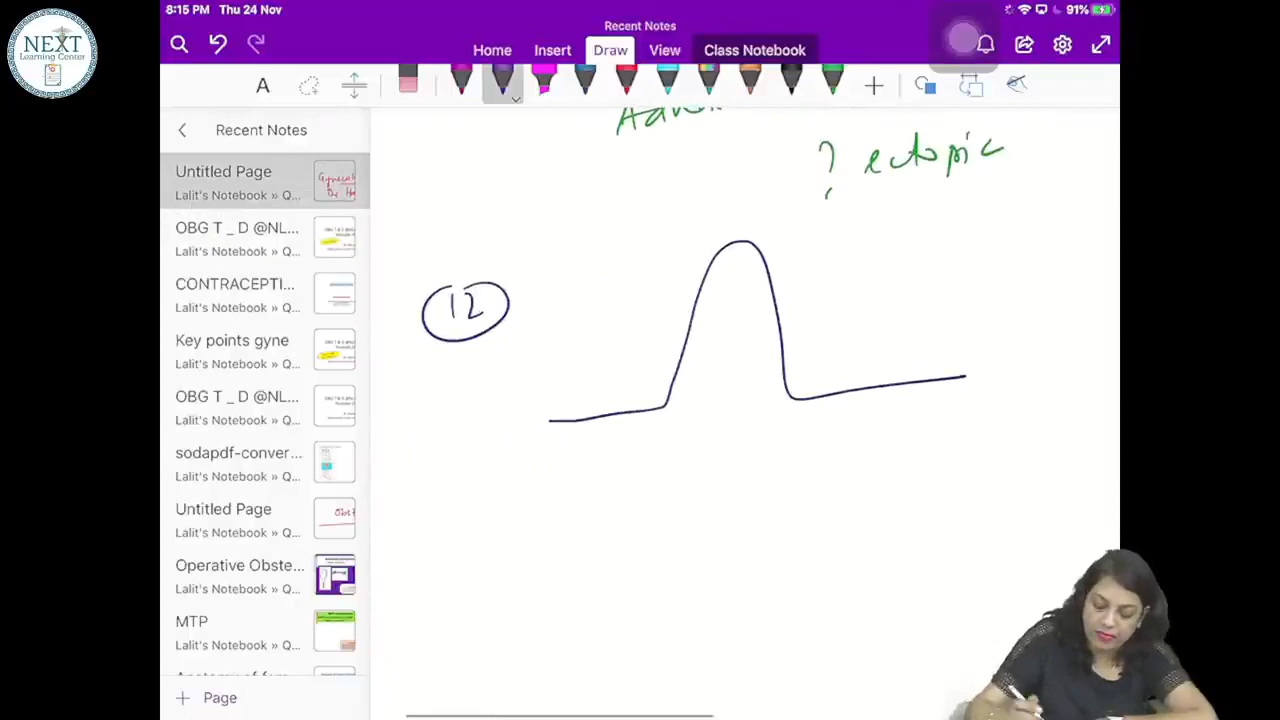 8:15 PM Thu 24 Nov
Recent Notes
91%
NEXT
Learning Center
Home Insert Draw View Class Notebook
A
Recent Notes
Untitled Page
Lalit's Notebook » Q...
OBG T _ D @NL...
Lalit's Notebook » Q...
CONTRACEPTI...
Lalit's Notebook » Q...
Key points gyne
Lalit's Notebook » Q...
OBG T _ D @NL...
Lalit's Notebook » Q...
sodapdf-conver...
Lalit's Notebook » Q...
Untitled Page
Lalit's Notebook » Q...
Operative Obste...
Lalit's Notebook » Q...
MTP
Lalit's Notebook » Q...
+ Page
? ectopic
12